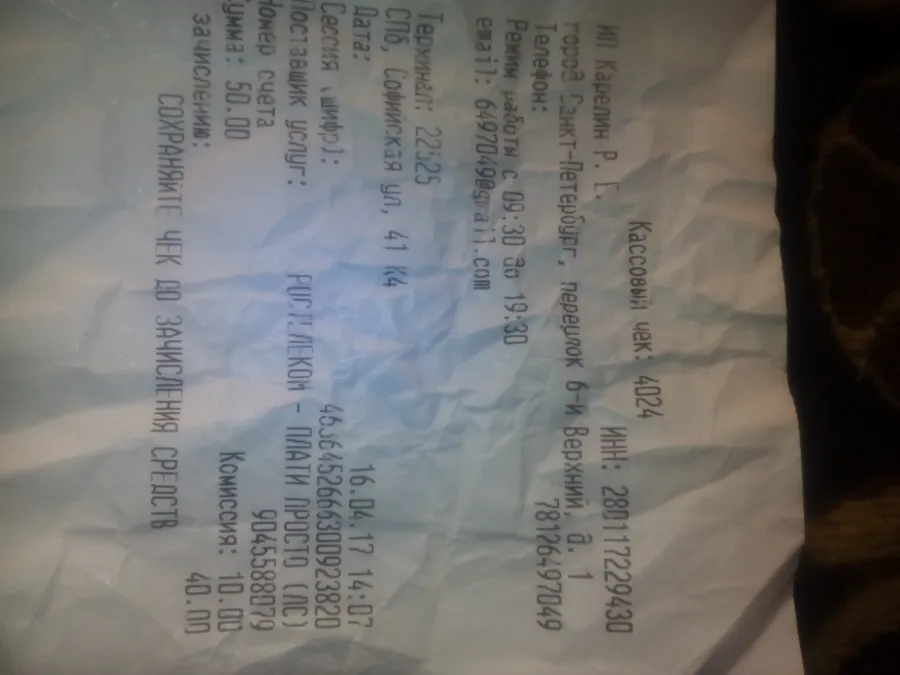 Кассовый чек: 4024
ИП Карелин Р. Е. ИНН: 280117229430
город Санкт-Петербург, переулок 6-й Верхний, д. 1
Телефон: 78126497049
Режим работы с 09:30 до 19:30
email: 6497049@gmail.com
Терминал: 22525
СПб, Софийская ул, 41 К4
Дата: 16.04.17 14:07
Сессия (шифр): 4636452666300923820
Поставщик услуг: РОСТЕЛЕКОМ - ПЛАТИ ПРОСТО (ЛС)
Номер счета 9045588079
Сумма: 50.00 Комиссия: 10.00
зачислению: 40.00
СОХРАНЯЙТЕ ЧЕК ДО ЗАЧИСЛЕНИЯ СРЕДСТВ